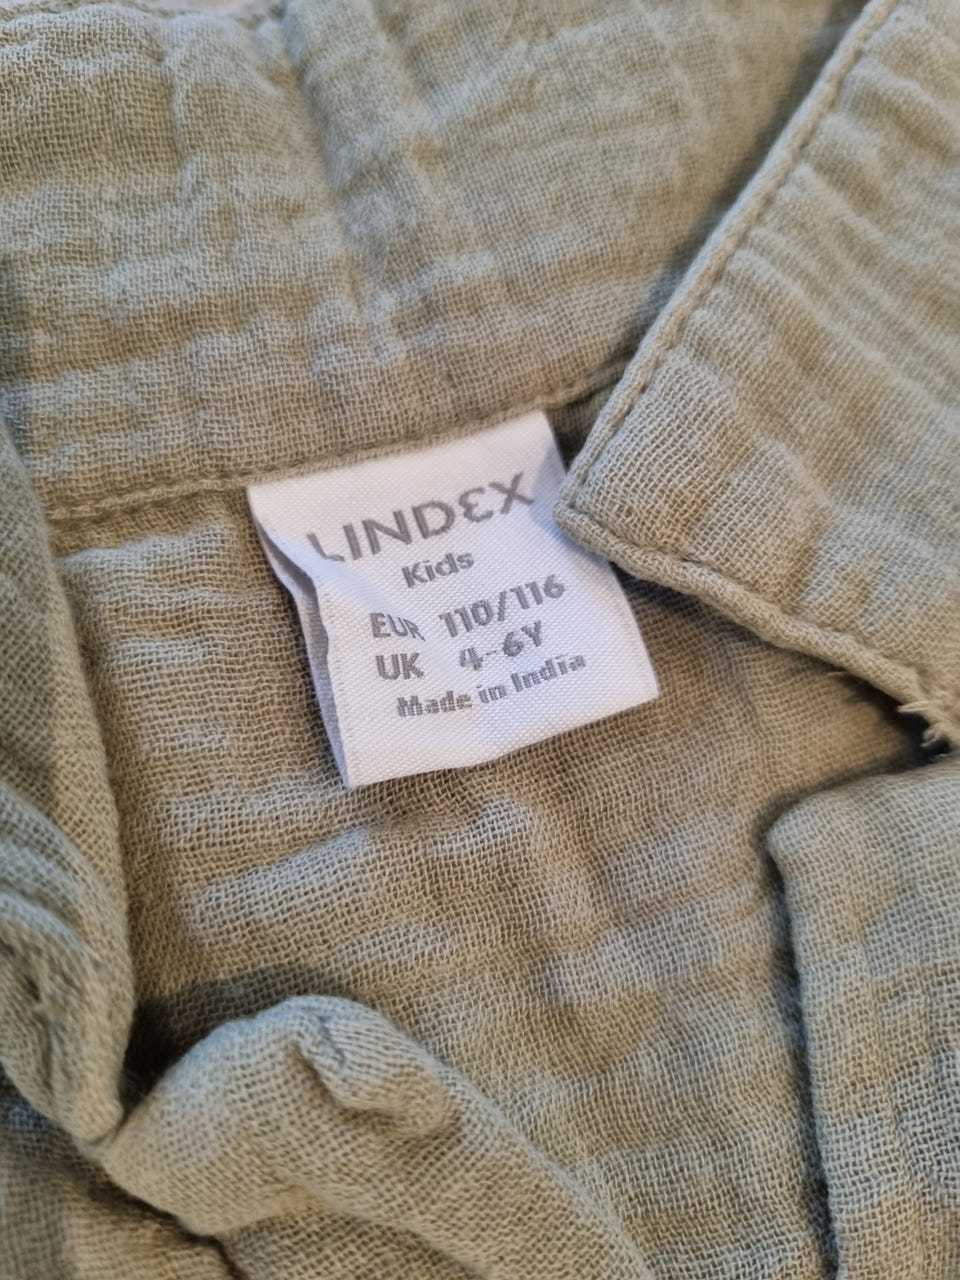 LINDEX
Kids
EUR 110/116
UK 4-6Y
Made in India